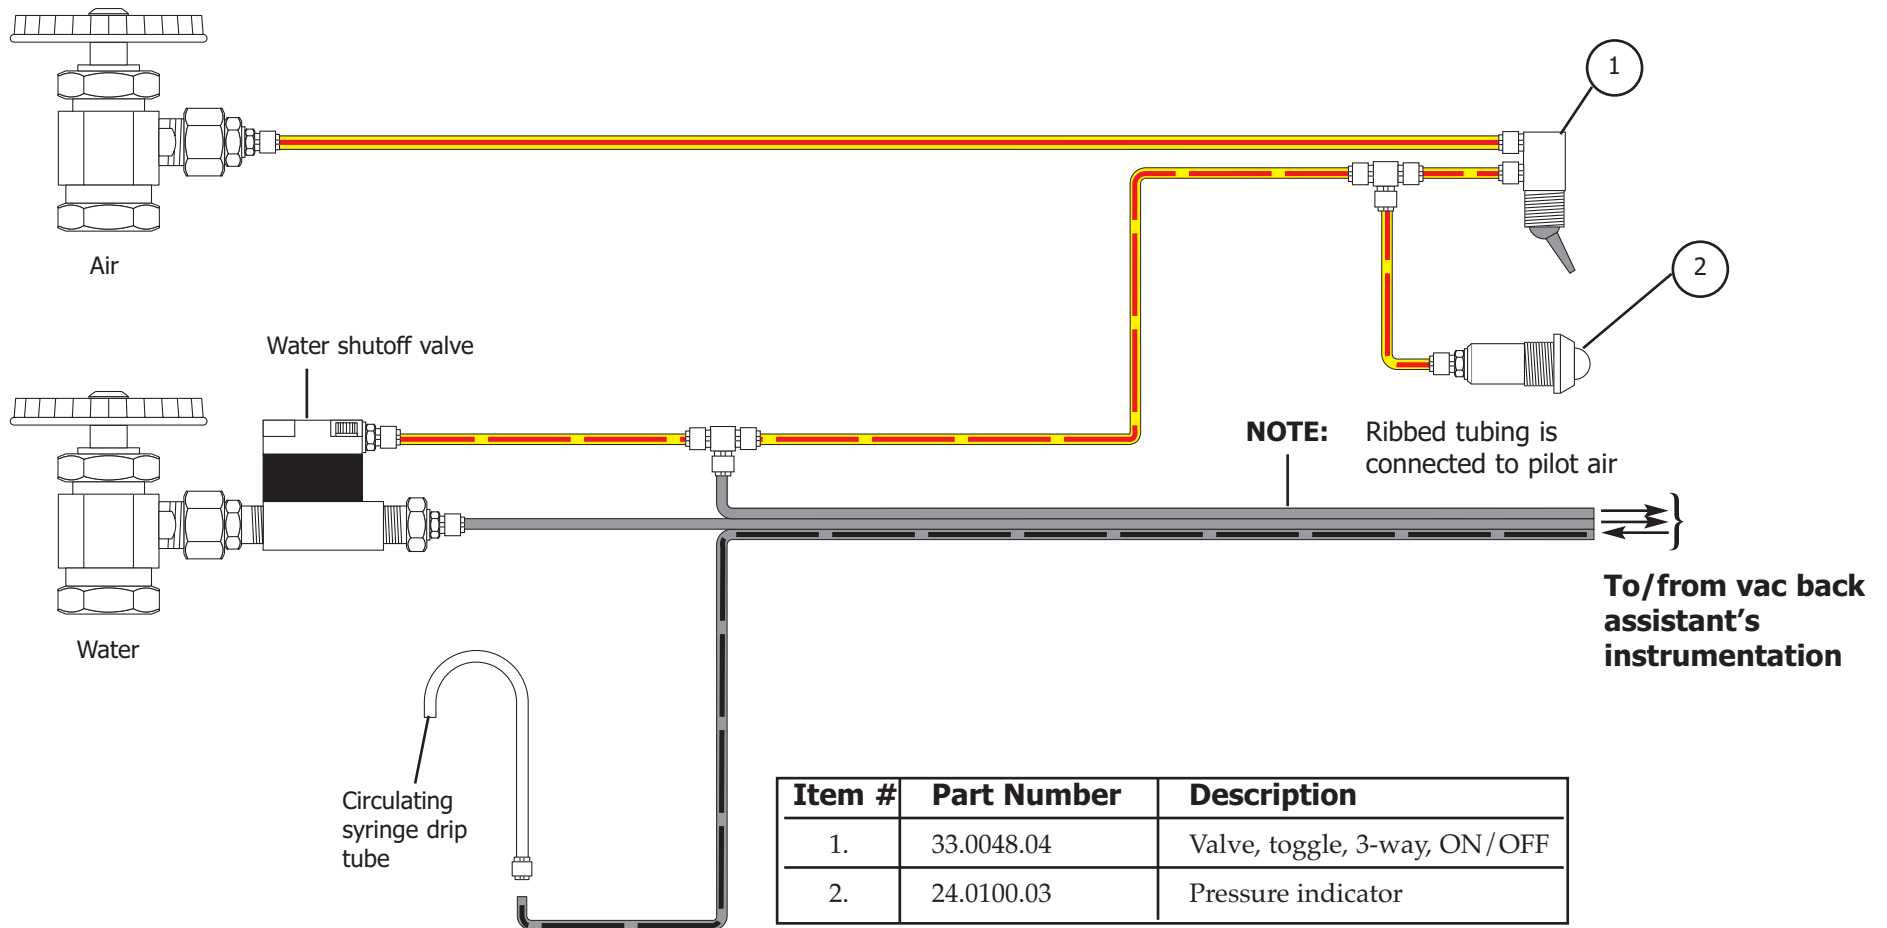 1
Air
2
Water shutoff valve
NOTE: Ribbed tubing is
connected to pilot air
To/from vac back
assistant’s
instrumentation
Water
Circulating
syringe drip
tube
Item # Part Number Description
1. 33.0048.04 Valve, toggle, 3-way, ON/OFF
2. 24.0100.03 Pressure indicator